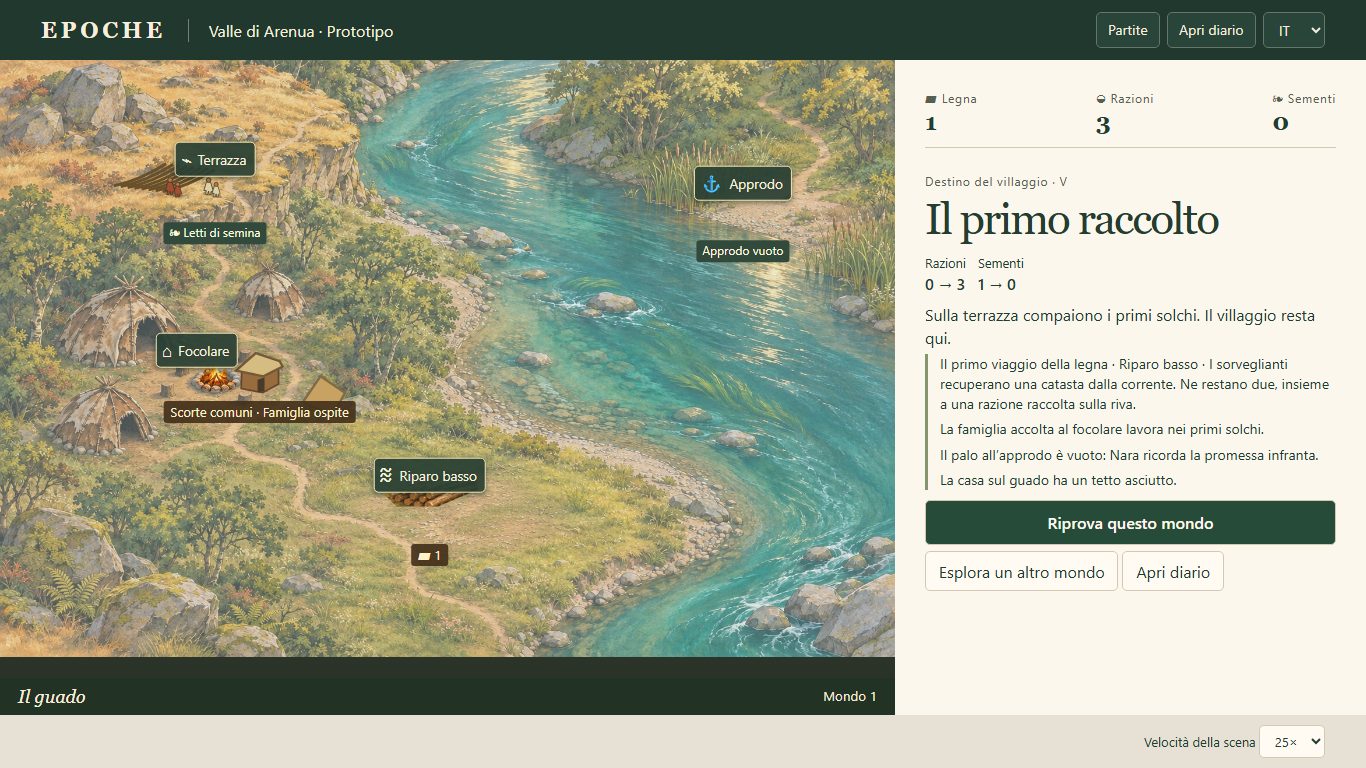 EPOCHE
Valle di Arenua · Prototipo
Partite
Apri diario
IT
Terrazza
Letti di semina
Approdo
Approdo vuoto
Focolare
Scorte comuni · Famiglia ospite
Riparo basso
1
Il guado
Mondo 1
Legna
1
Razioni
3
Sementi
0
Destino del villaggio · V
Il primo raccolto
Razioni Sementi
0 → 3 1 → 0
Sulla terrazza compaiono i primi solchi. Il villaggio resta
qui.
Il primo viaggio della legna · Riparo basso · I sorveglianti
recuperano una catasta dalla corrente. Ne restano due, insieme
a una razione raccolta sulla riva.
La famiglia accolta al focolare lavora nei primi solchi.
Il palo all’approdo è vuoto: Nara ricorda la promessa infranta.
La casa sul guado ha un tetto asciutto.
Riprova questo mondo
Esplora un altro mondo
Apri diario
Velocità della scena
25×